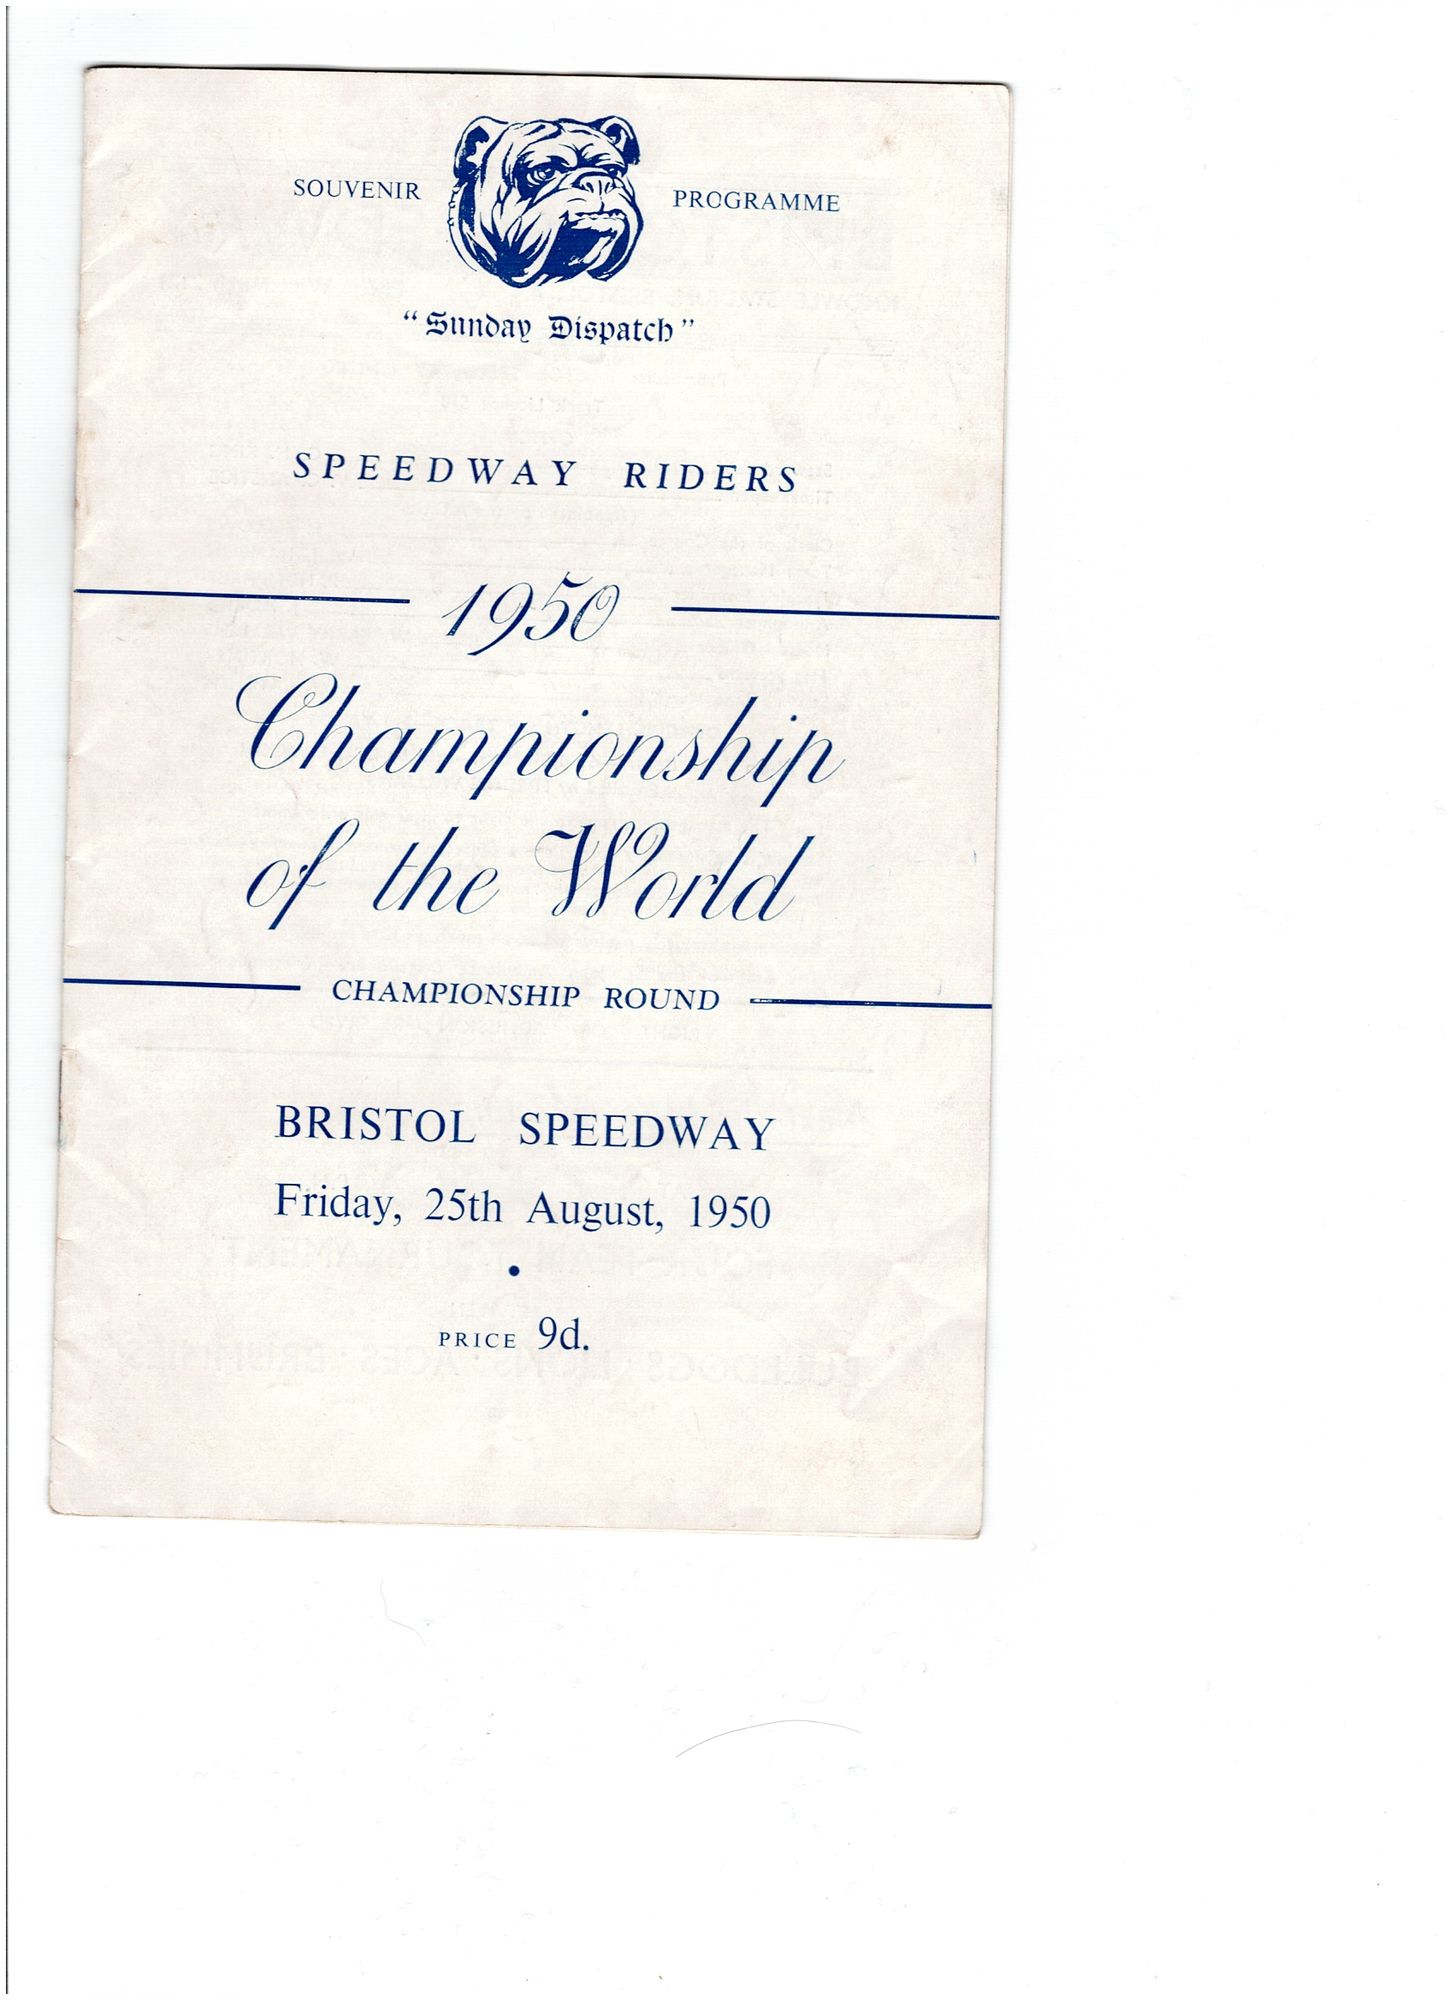 SOUVENIR PROGRAMME
"Sunday Dispatch"
SPEEDWAY RIDERS
1950
Championship
of the World
CHAMPIONSHIP ROUND
BRISTOL SPEEDWAY
Friday, 25th August, 1950
•
PRICE 9d.